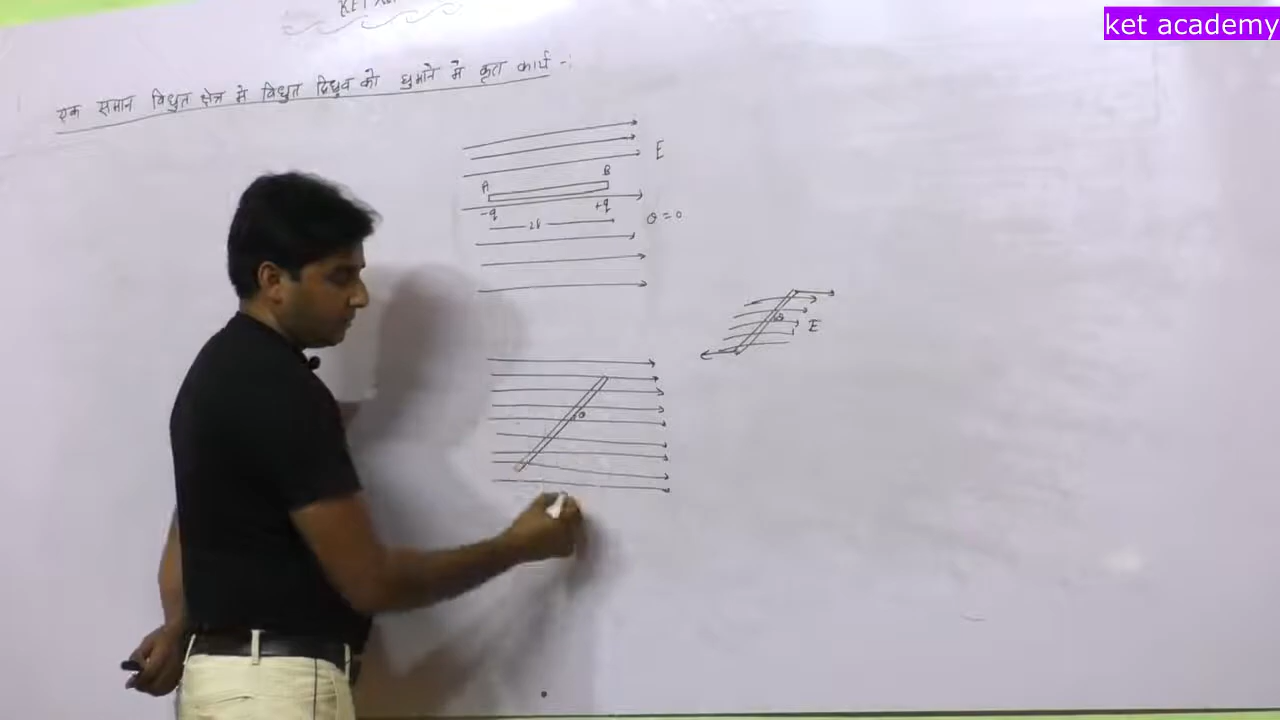 ket academy
एक समान विधुत क्षेत्र में विधुत द्विध्रुव को घुमाने में कृत कार्य -:
E
A B
-q +q
2l
θ = 0
θ
E
θ